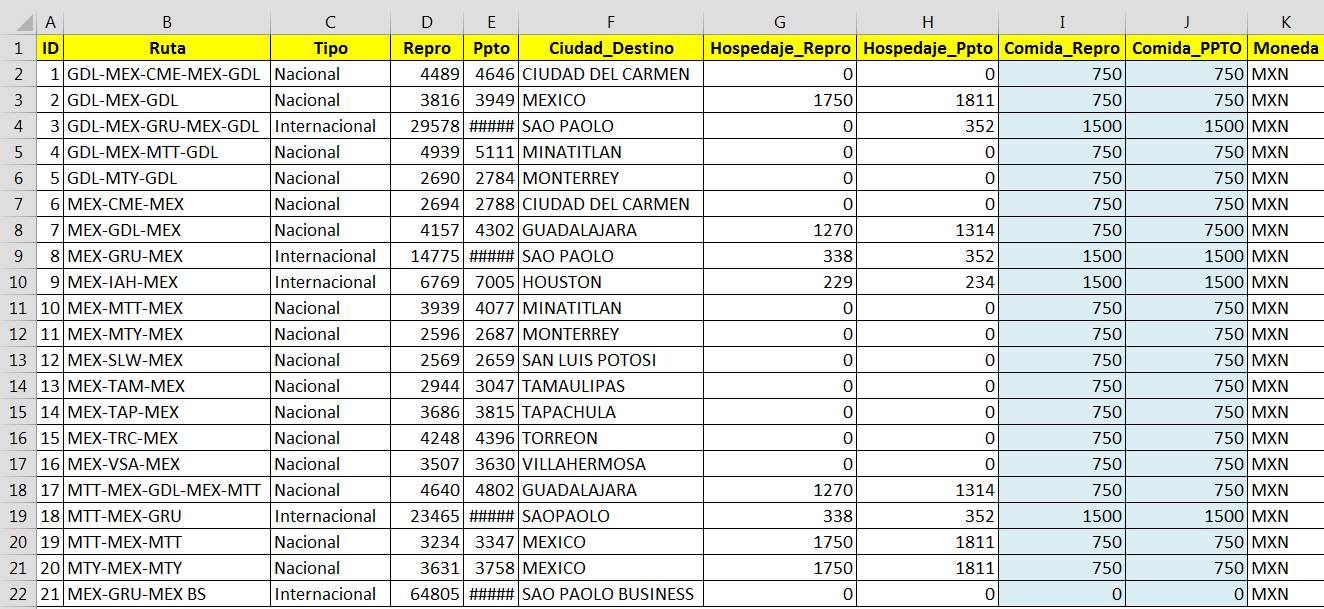 A B C D E F G H I J K
1 ID Ruta Tipo Repro Ppto Ciudad_Destino Hospedaje_Repro Hospedaje_Ppto Comida_Repro Comida_PPTO Moneda
2 1 GDL-MEX-CME-MEX-GDL Nacional 4489 4646 CIUDAD DEL CARMEN 0 0 750 750 MXN
3 2 GDL-MEX-GDL Nacional 3816 3949 MEXICO 1750 1811 750 750 MXN
4 3 GDL-MEX-GRU-MEX-GDL Internacional 29578 ##### SAO PAOLO 0 352 1500 1500 MXN
5 4 GDL-MEX-MTT-GDL Nacional 4939 5111 MINATITLAN 0 0 750 750 MXN
6 5 GDL-MTY-GDL Nacional 2690 2784 MONTERREY 0 0 750 750 MXN
7 6 MEX-CME-MEX Nacional 2694 2788 CIUDAD DEL CARMEN 0 0 750 750 MXN
8 7 MEX-GDL-MEX Nacional 4157 4302 GUADALAJARA 1270 1314 750 7500 MXN
9 8 MEX-GRU-MEX Internacional 14775 ##### SAO PAOLO 338 352 1500 1500 MXN
10 9 MEX-IAH-MEX Internacional 6769 7005 HOUSTON 229 234 1500 1500 MXN
11 10 MEX-MTT-MEX Nacional 3939 4077 MINATITLAN 0 0 750 750 MXN
12 11 MEX-MTY-MEX Nacional 2596 2687 MONTERREY 0 0 750 750 MXN
13 12 MEX-SLW-MEX Nacional 2569 2659 SAN LUIS POTOSI 0 0 750 750 MXN
14 13 MEX-TAM-MEX Nacional 2944 3047 TAMAULIPAS 0 0 750 750 MXN
15 14 MEX-TAP-MEX Nacional 3686 3815 TAPACHULA 0 0 750 750 MXN
16 15 MEX-TRC-MEX Nacional 4248 4396 TORREON 0 0 750 750 MXN
17 16 MEX-VSA-MEX Nacional 3507 3630 VILLAHERMOSA 0 0 750 750 MXN
18 17 MTT-MEX-GDL-MEX-MTT Nacional 4640 4802 GUADALAJARA 1270 1314 750 750 MXN
19 18 MTT-MEX-GRU Internacional 23465 ##### SAOPAOLO 338 352 1500 1500 MXN
20 19 MTT-MEX-MTT Nacional 3234 3347 MEXICO 1750 1811 750 750 MXN
21 20 MTY-MEX-MTY Nacional 3631 3758 MEXICO 1750 1811 750 750 MXN
22 21 MEX-GRU-MEX BS Internacional 64805 ##### SAO PAOLO BUSINESS 0 0 0 0 MXN